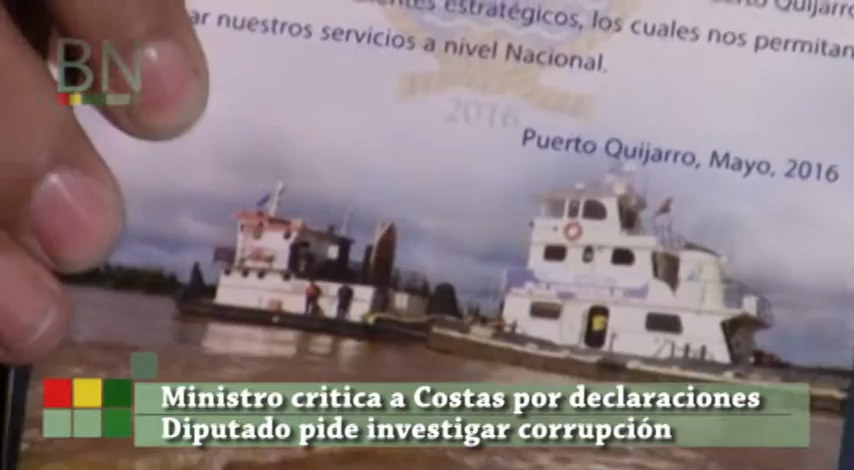 estratégicos, los cuales nos permitan
nuestros servicios a nivel Nacional.
BN
2016
Puerto Quijarro, Mayo, 2016
Ministro critica a Costas por declaraciones
Diputado pide investigar corrupción